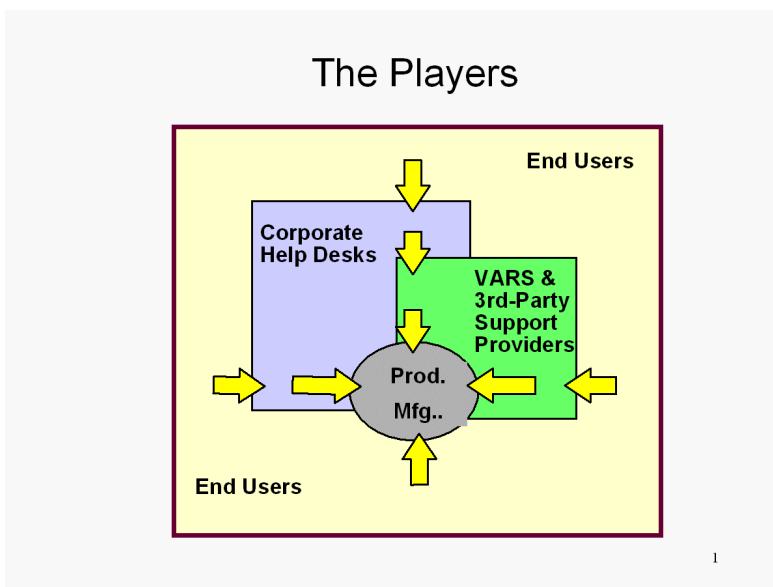 The Players
End Users
Corporate
Help Desks
VARS &
3rd-Party
Support
Providers
Prod.
Mfg..
End Users
1